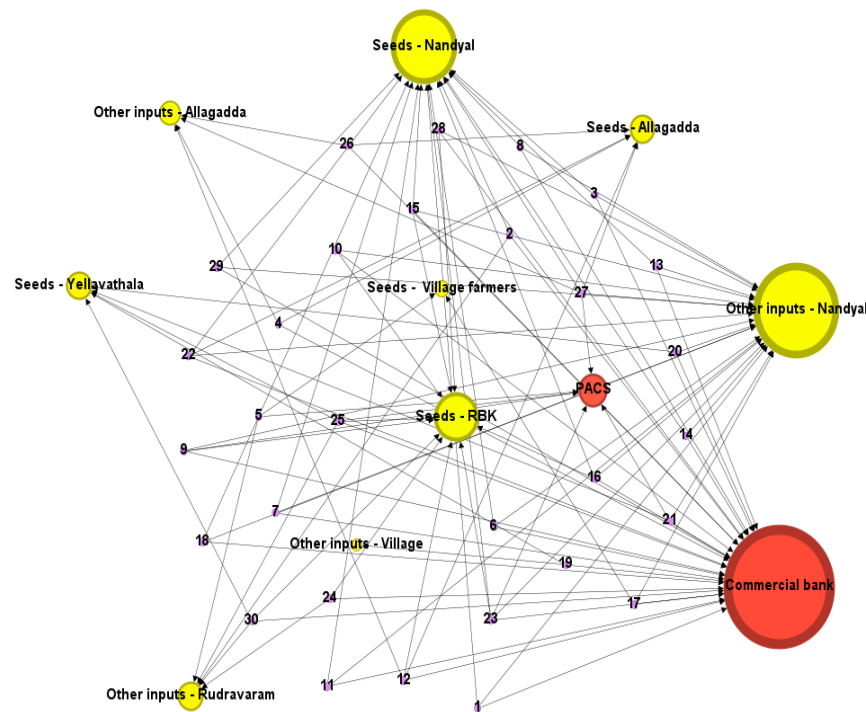 Seeds - Nandyal
Other inputs - Allagadda
28
Seeds - Allagadda
26
8
3
15
2
10
29
13
Seeds - Yellavathala
Seeds - Village farmers
27
Other inputs - Nandyal
4
22
20
PACS
5
25
Seeds - RBK
14
9
16
7
6
21
18
Other inputs - Village
19
Commercial bank
24
17
30
23
12
11
Other inputs - Rudravaram
1